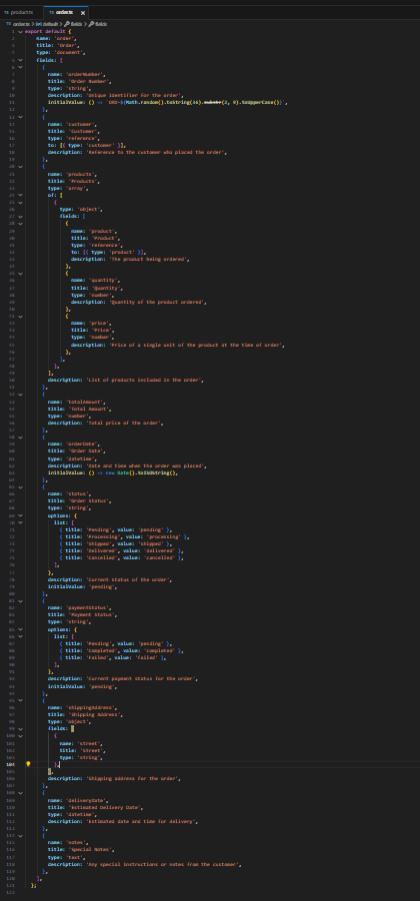 products
order.ts ×
order.ts > default > fields > fields
export default {
name: 'order',
title: 'Order',
type: 'document',
fields: [
{
name: 'orderNumber',
title: 'Order Number',
type: 'string',
description: 'Unique identifier for the order',
initialValue: () => `ORD-${Math.random().toString(36).substr(2, 9).toUpperCase()}`,
},
{
name: 'customer',
title: 'Customer',
type: 'reference',
to: [{ type: 'customer' }],
description: 'Reference to the customer who placed the order',
},
{
name: 'products',
title: 'Products',
type: 'array',
of: [
{
type: 'object',
fields: [
{
name: 'product',
title: 'Product',
type: 'reference',
to: [{ type: 'product' }],
description: 'The product being ordered',
},
{
name: 'quantity',
title: 'Quantity',
type: 'number',
description: 'Quantity of the product ordered',
},
{
name: 'price',
title: 'Price',
type: 'number',
description: 'Price of a single unit of the product at the time of order',
},
],
},
],
description: 'List of products included in the order',
},
{
name: 'totalAmount',
title: 'Total Amount',
type: 'number',
description: 'Total price of the order',
},
{
name: 'orderDate',
title: 'Order Date',
type: 'datetime',
description: 'Date and time when the order was placed',
initialValue: () => new Date().toISOString(),
},
{
name: 'status',
title: 'Order Status',
type: 'string',
options: {
list: [
{ title: 'Pending', value: 'pending' },
{ title: 'Processing', value: 'processing' },
{ title: 'Shipped', value: 'shipped' },
{ title: 'Delivered', value: 'delivered' },
{ title: 'Cancelled', value: 'cancelled' },
],
},
description: 'Current status of the order',
initialValue: 'pending',
},
{
name: 'paymentStatus',
title: 'Payment Status',
type: 'string',
options: {
list: [
{ title: 'Pending', value: 'pending' },
{ title: 'Completed', value: 'completed' },
{ title: 'Failed', value: 'failed' },
],
},
description: 'Current payment status for the order',
initialValue: 'pending',
},
{
name: 'shippingAddress',
title: 'Shipping Address',
type: 'object',
fields: [
{
name: 'street',
title: 'Street',
type: 'string',
},
],
description: 'Shipping address for the order',
},
{
name: 'deliveryDate',
title: 'Estimated Delivery Date',
type: 'datetime',
description: 'Estimated date and time for delivery',
},
{
name: 'notes',
title: 'Special Notes',
type: 'text',
description: 'Any special instructions or notes from the customer',
},
],
};